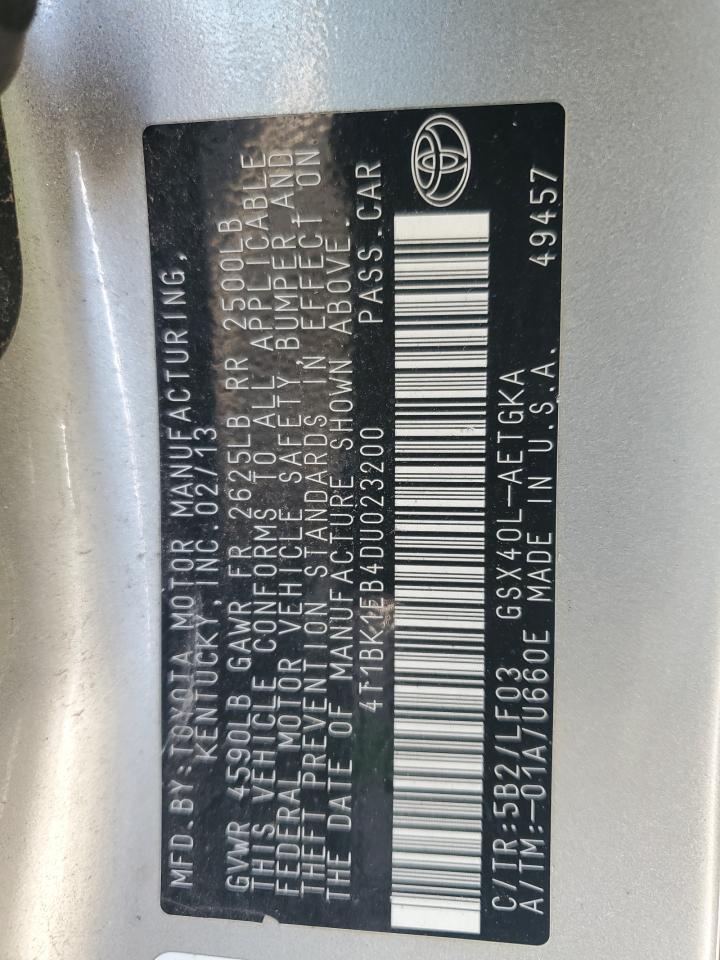 MFD.BY:TOYOTA MOTOR MANUFACTURING,
KENTUCKY, INC.02/13
GVWR 4590LB GAWR FR 2625LB RR 2500LB
THIS VEHICLE CONFORMS TO ALL APPLICABLE
FEDERAL MOTOR VEHICLE SAFETY, BUMPER AND
THEFT PREVENTION STANDARDS IN EFFECT ON
THE DATE OF MANUFACTURE SHOWN ABOVE.
4T1BK1EB4DU023200 PASS.CAR
C/TR:5B2/LF03 GSX40L-AETGKA
A/TM:-01A/U660E MADE IN U.S.A. 49457